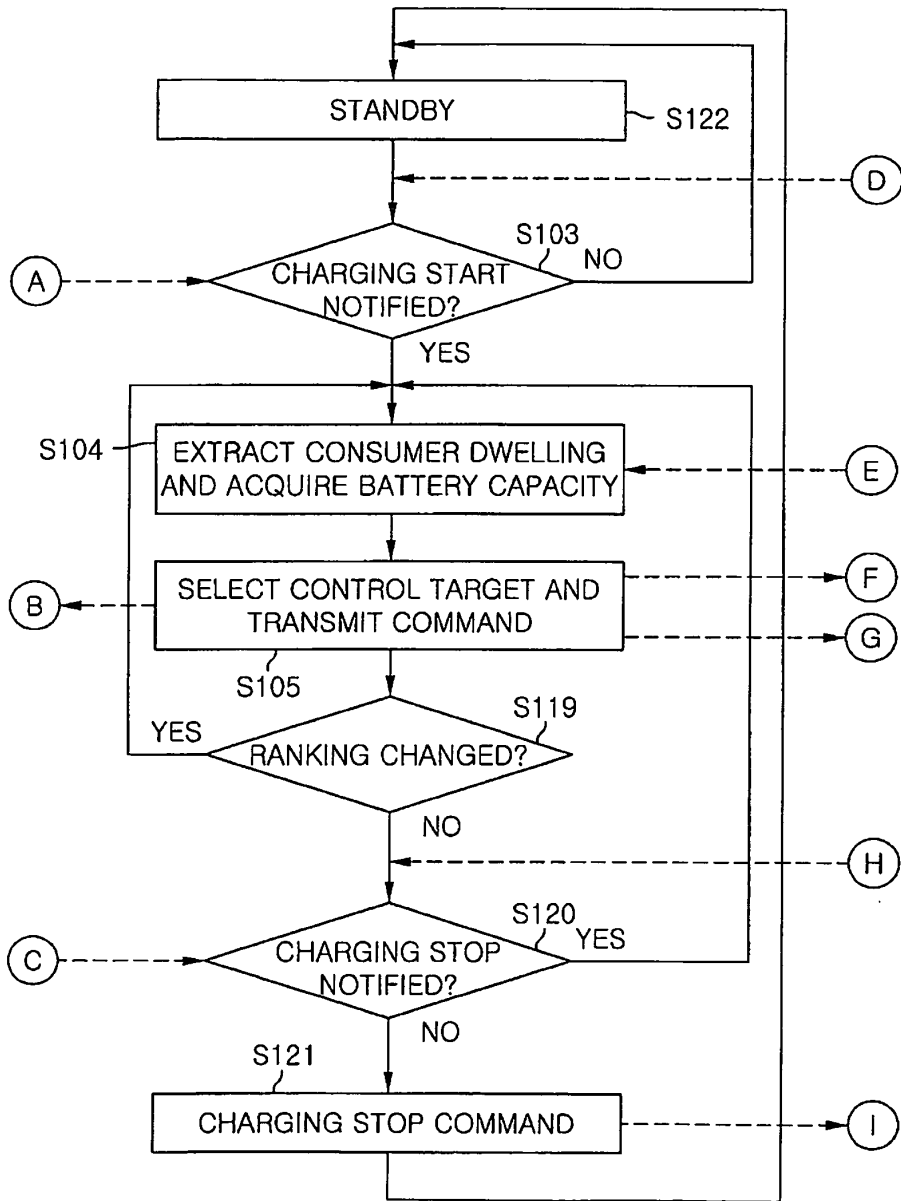 STANDBY
S122
D
S103
NO
A
CHARGING START
NOTIFIED?
YES
S104
EXTRACT CONSUMER DWELLING
AND ACQUIRE BATTERY CAPACITY
E
F
B
SELECT CONTROL TARGET AND
TRANSMIT COMMAND
G
S105
S119
YES
RANKING CHANGED?
NO
H
S120
YES
C
CHARGING STOP
NOTIFIED?
NO
S121
CHARGING STOP COMMAND
I